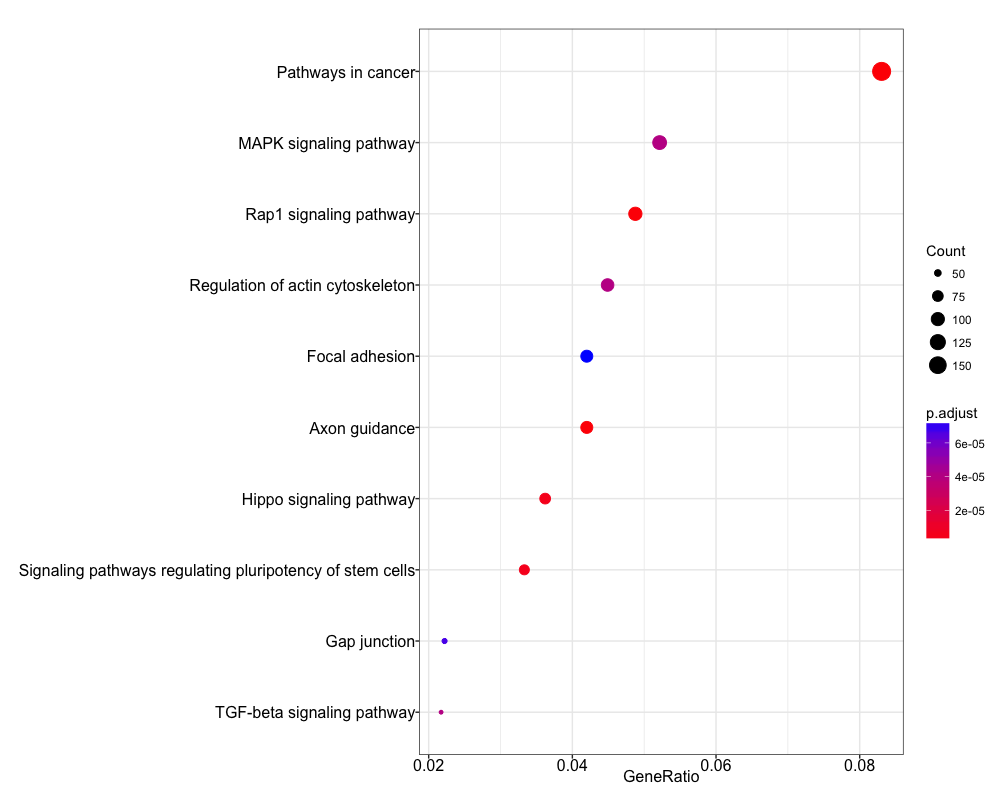 Pathways in cancer
MAPK signaling pathway
Rap1 signaling pathway
Regulation of actin cytoskeleton
Focal adhesion
Axon guidance
Hippo signaling pathway
Signaling pathways regulating pluripotency of stem cells
Gap junction
TGF-beta signaling pathway
0.02 0.04 0.06 0.08
GeneRatio
Count
50
75
100
125
150
p.adjust
6e-05
4e-05
2e-05